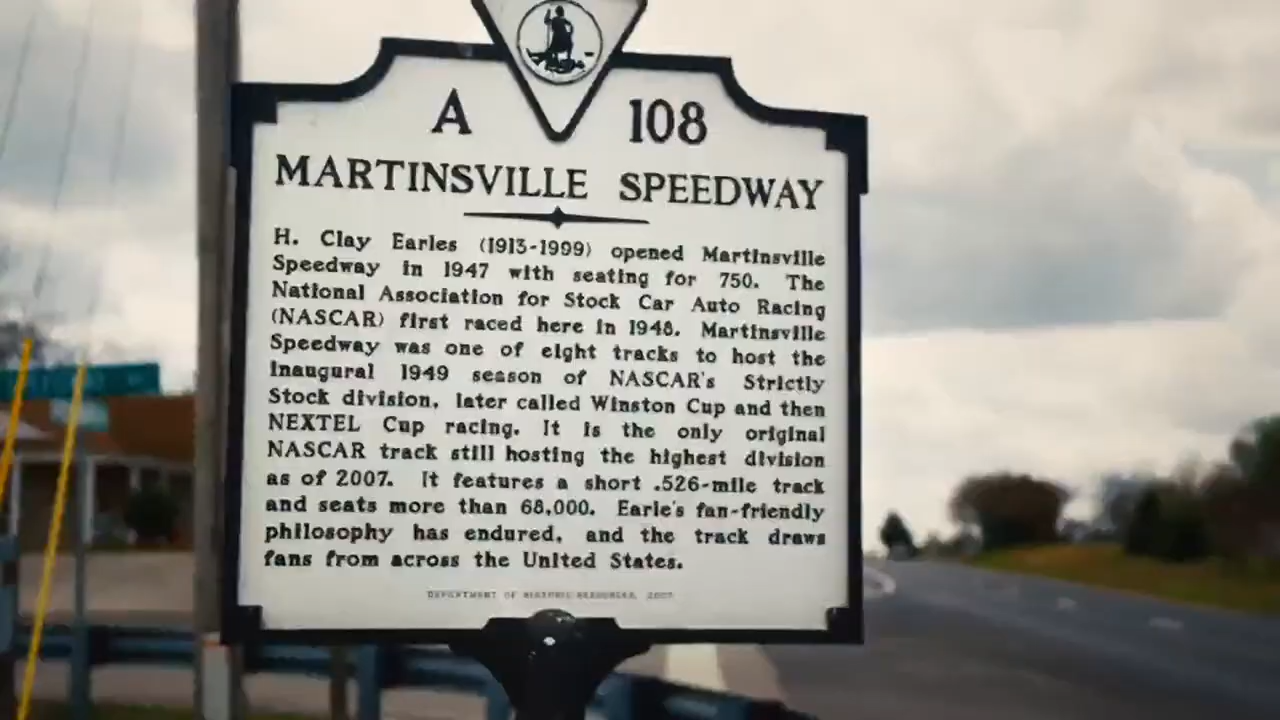 A 108
MARTINSVILLE SPEEDWAY
H. Clay Earles (1913-1999) opened Martinsville
Speedway in 1947 with seating for 750. The
National Association for Stock Car Auto Racing
(NASCAR) first raced here in 1948. Martinsville
Speedway was one of eight tracks to host the
inaugural 1949 season of NASCAR's Strictly
Stock division, later called Winston Cup and then
NEXTEL Cup racing. It is the only original
NASCAR track still hosting the highest division
as of 2007. It features a short .526-mile track
and seats more than 68,000. Earle's fan-friendly
philosophy has endured, and the track draws
fans from across the United States.
DEPARTMENT OF HISTORIC RESOURCES, 2007